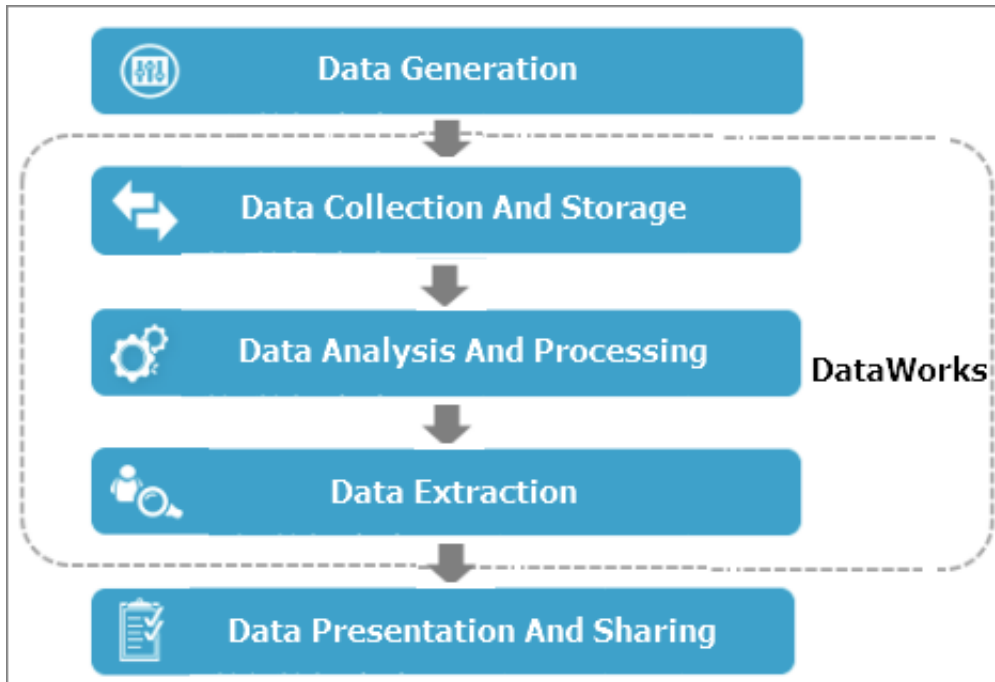 Data Generation
Data Collection And Storage
Data Analysis And Processing
DataWorks
Data Extraction
Data Presentation And Sharing